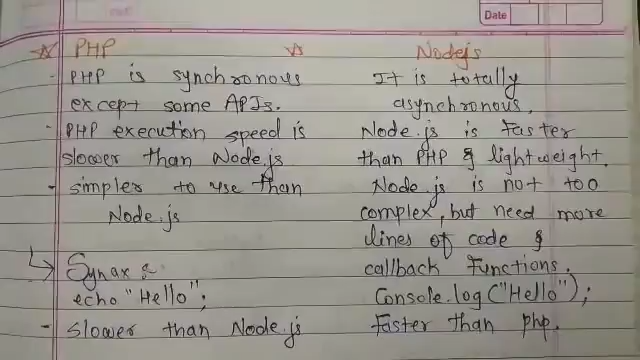 Date
PHP vs Nodejs
- PHP is synchronous It is totally
except some APIs. asynchronous.
- PHP execution speed is Node.js is faster
slower than Node.js than PHP & lightweight.
- simpler to use than Node.js is not too
Node.js complex, but need more
lines of code &
↳ Synax : callback functions.
echo "Hello"; Console.log("Hello");
- slower than Node.js faster than php.